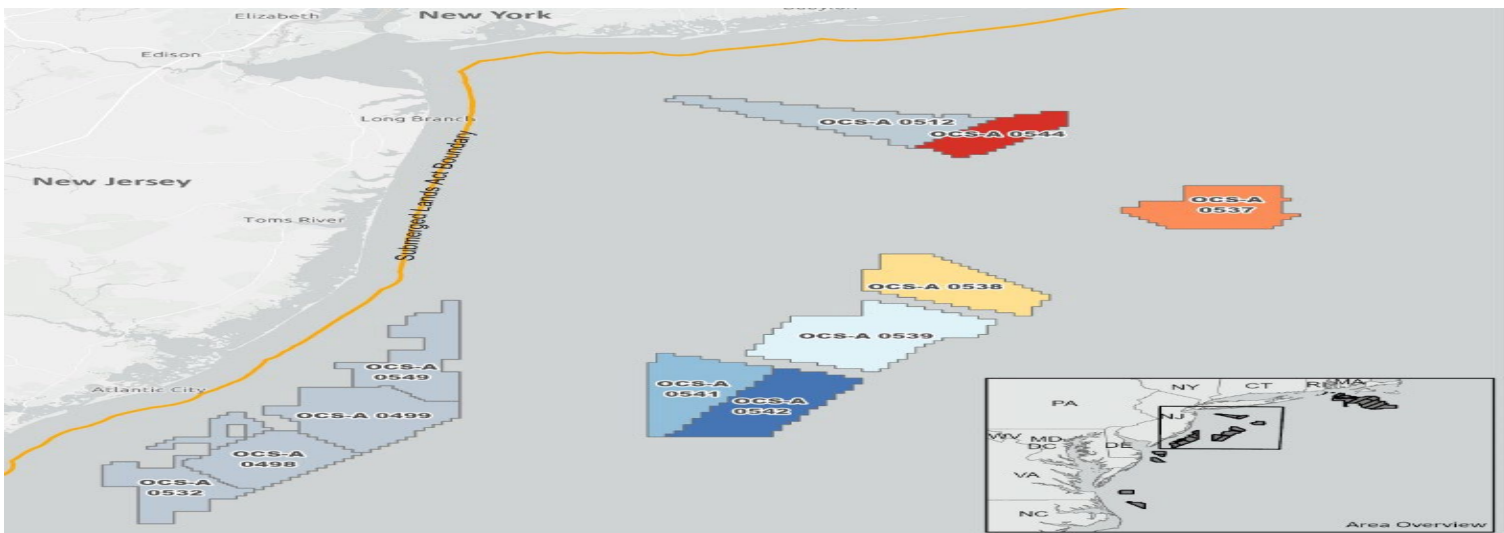 Elizabeth
New York
Edison
Long Branch
New Jersey
Toms River
Submerged Lands Act Boundary
Atlantic City
OCS-A 0512
OCS-A 0544
OCS-A
0537
OCS-A 0538
OCS-A 0539
OCS-A
0541
OCS-A
0542
OCS-A
0549
OCS-A 0499
OCS-A
0498
OCS-A
0532
NY
CT
RI
MA
PA
NJ
WV
MD
DC
DE
VA
NC
Area Overview